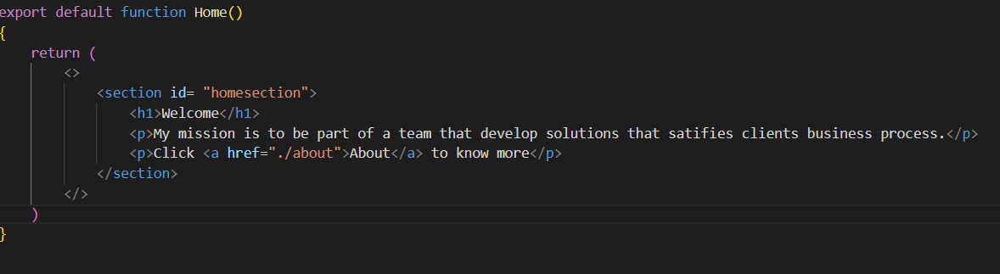 export default function Home()
{
    return (
        <>
            <section id= "homesection">
                <h1>Welcome</h1>
                <p>My mission is to be part of a team that develop solutions that satifies clients business process.</p>
                <p>Click <a href="./about">About</a> to know more</p>
            </section>
        </>
    )
}